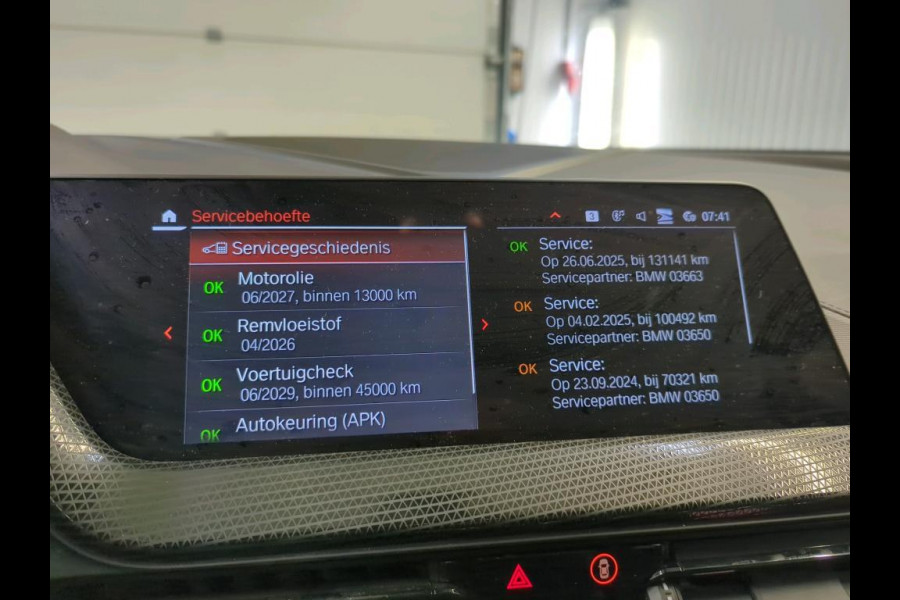 Servicebehoefte
3
07:41
Servicegeschiedenis
OK Motorolie
06/2027, binnen 13000 km
OK Remvloeistof
04/2026
OK Voertuigcheck
06/2029, binnen 45000 km
OK Autokeuring (APK)
OK Service:
Op 26.06.2025, bij 131141 km
Servicepartner: BMW 03663
OK Service:
Op 04.02.2025, bij 100492 km
Servicepartner: BMW 03650
OK Service:
Op 23.09.2024, bij 70321 km
Servicepartner: BMW 03650